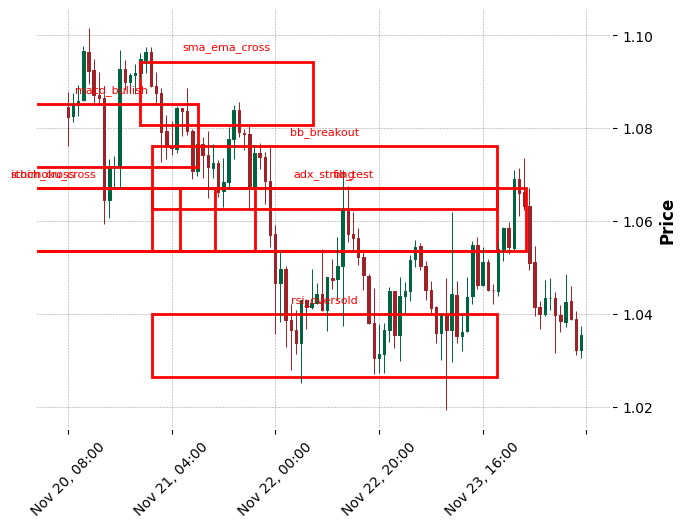 1.10
sma_ema_cross
macd_bullish
bb_breakout
1.08
adx_strong
rsi_oversold
1.06
Price
1.04
1.02
Nov 20, 08:00
Nov 21, 04:00
Nov 22, 00:00
Nov 22, 20:00
Nov 23, 16:00